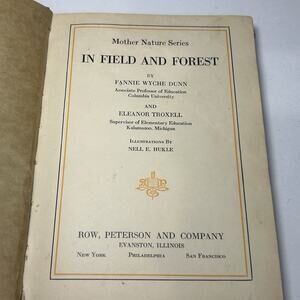 Mother Nature Series
IN FIELD AND FOREST
BY
FANNIE WYCHE DUNN
Associate Professor of Education
Columbia University
AND
ELEANOR TROXELL
Supervisor of Elementary Education
Kalamazoo, Michigan
ILLUSTRATIONS BY
NELL E. HUKLE
ROW, PETERSON AND COMPANY
EVANSTON, ILLINOIS
NEW YORK PHILADELPHIA SAN FRANCISCO